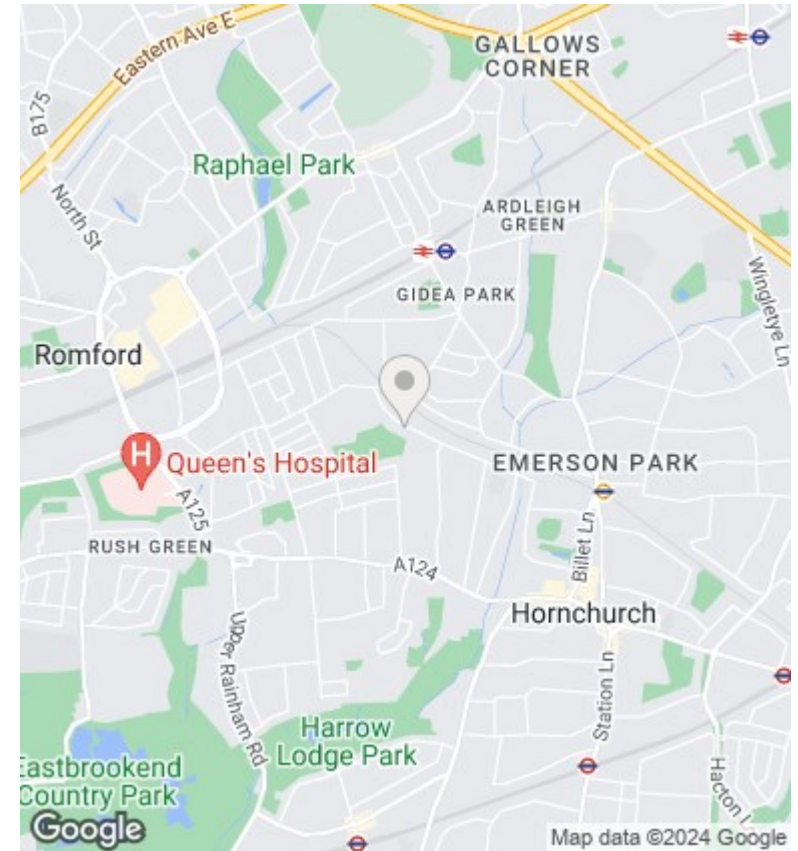 Eastern Ave E
GALLOWS
CORNER
B175
Raphael Park
North St
ARDLEIGH
GREEN
GIDEA PARK
Wingletye Ln
Romford
H
Queen's Hospital
EMERSON PARK
A125
RUSH GREEN
A124
Billet Ln
Hornchurch
Upper Rainham Rd
Station Ln
Harrow
Lodge Park
Eastbrookend
Country Park
Hacton l
Google
Map data ©2024 Google